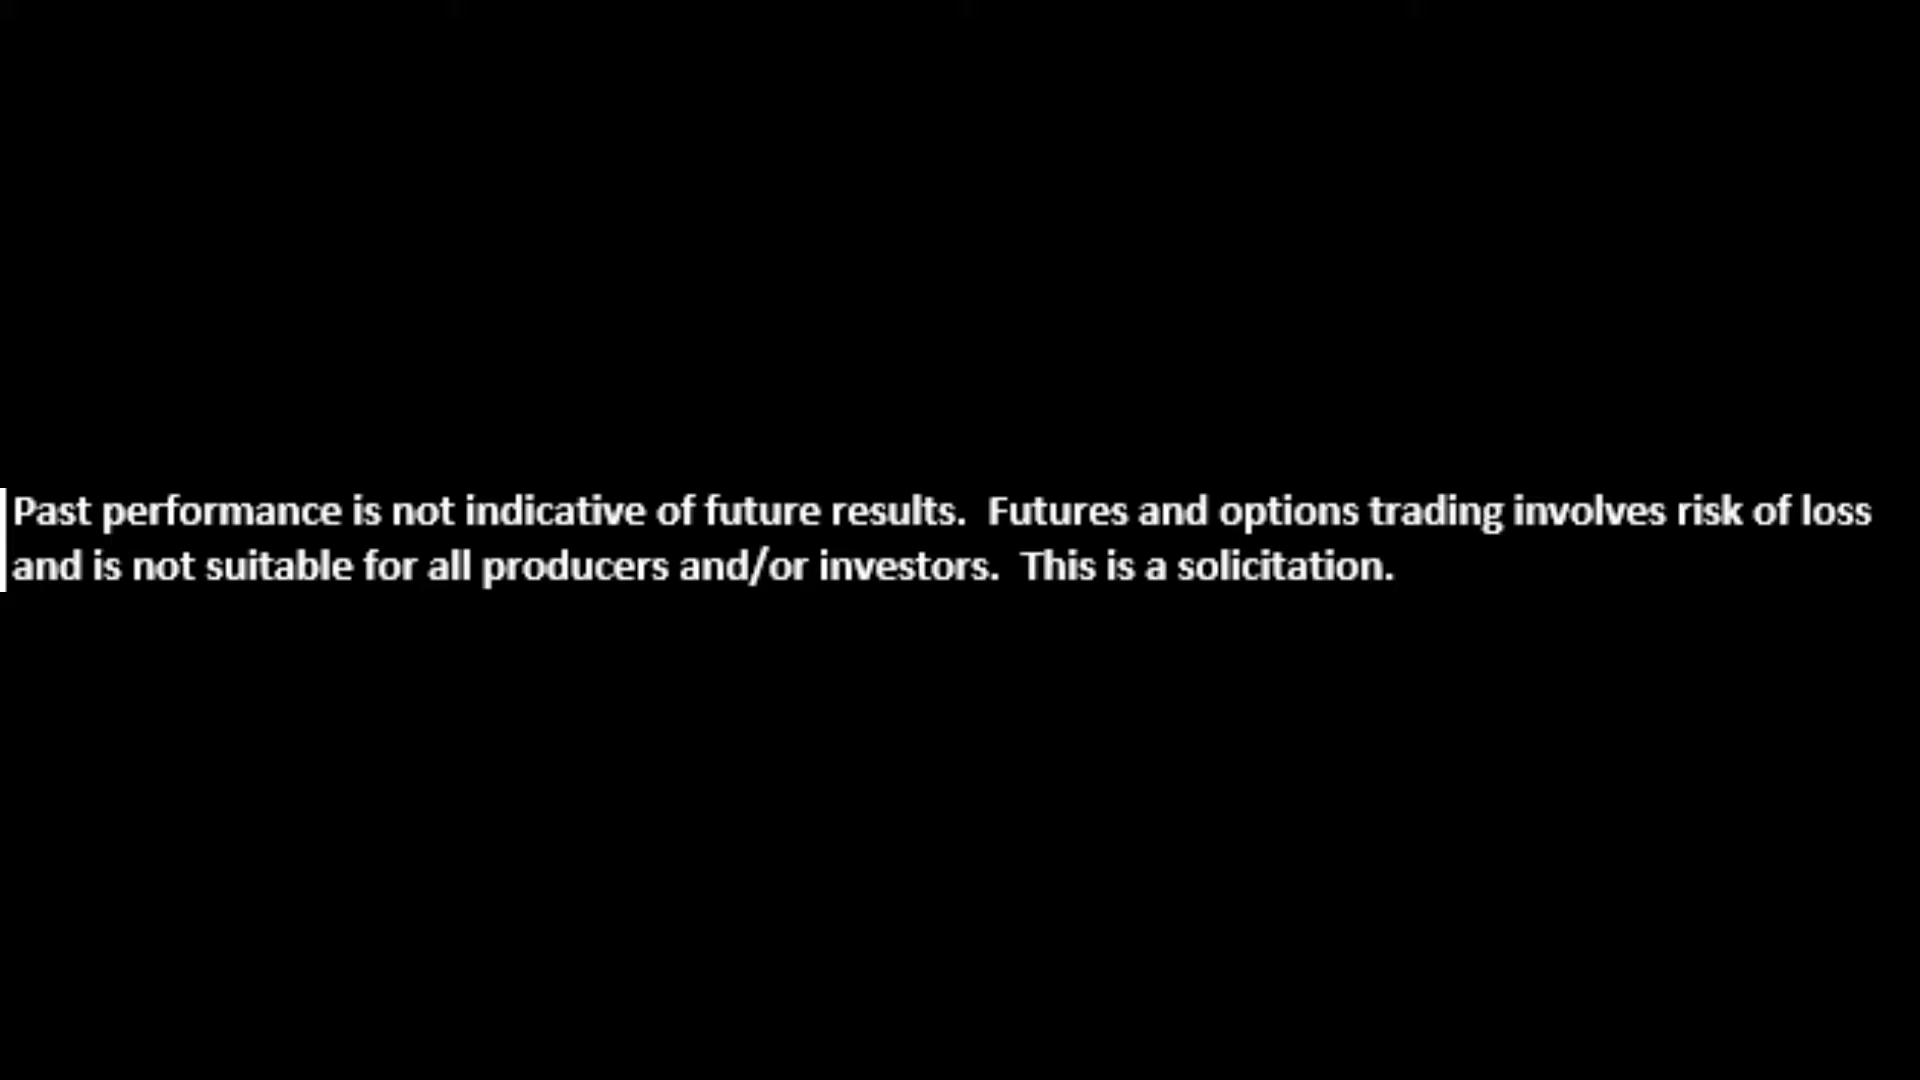 Past performance is not indicative of future results.  Futures and options trading involves risk of loss
and is not suitable for all producers and/or investors.  This is a solicitation.